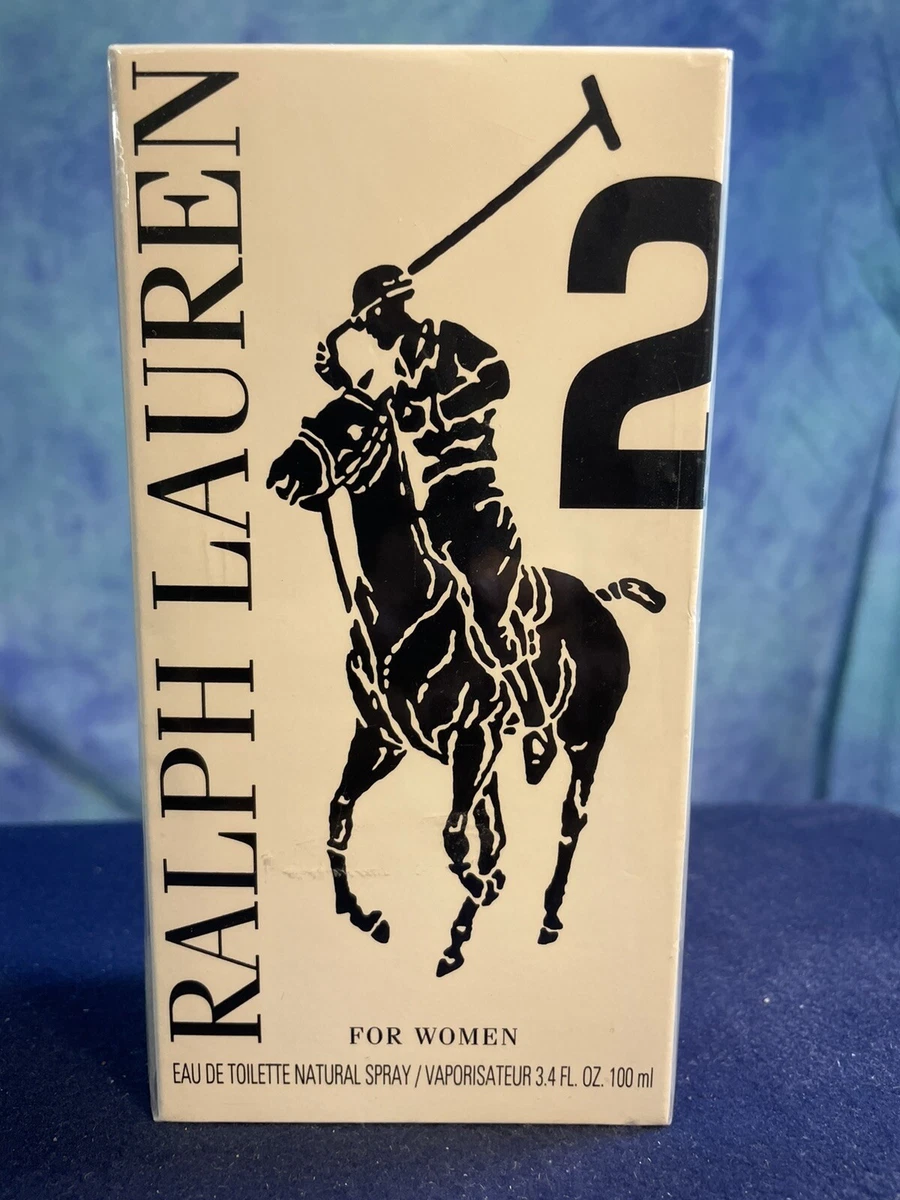 RALPH LAUREN
2
FOR WOMEN
EAU DE TOILETTE NATURAL SPRAY / VAPORISATEUR 3.4 FL. OZ. 100 ml